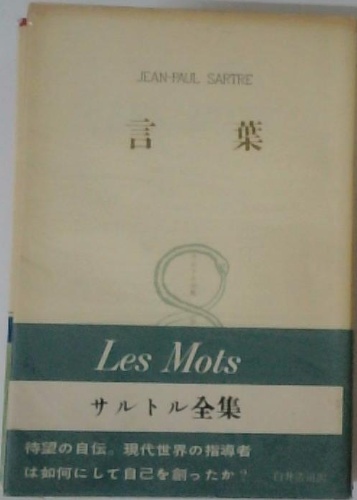 JEAN-PAUL SARTRE
言葉
Les Mots
サルトル全集
待望の自伝。現代世界の指導者
は如何にして自己を創ったか?